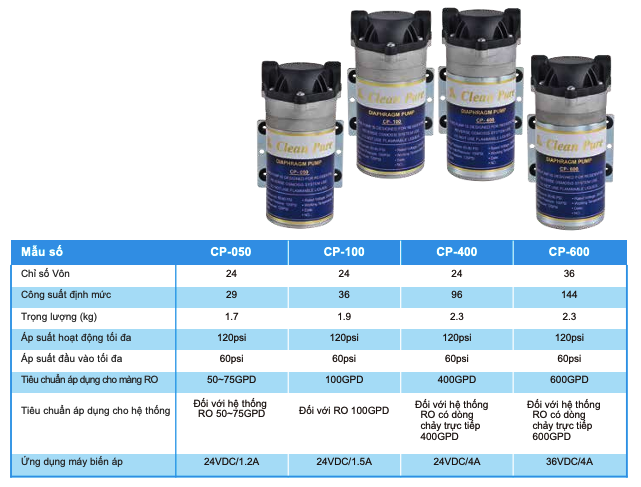 Clean Pure
DIAPHRAGM PUMP
CP-050
Clean Pure
DIAPHRAGM PUMP
CP-100
Clean Pure
DIAPHRAGM PUMP
CP-400
Clean Pure
DIAPHRAGM PUMP
CP-600
Mẫu số CP-050 CP-100 CP-400 CP-600
Chỉ số Vôn 24 24 24 36
Công suất định mức 29 36 96 144
Trọng lượng (kg) 1.7 1.9 2.3 2.3
Áp suất hoạt động tối đa 120psi 120psi 120psi 120psi
Áp suất đầu vào tối đa 60psi 60psi 60psi 60psi
Tiêu chuẩn áp dụng cho màng RO 50~75GPD 100GPD 400GPD 600GPD
Tiêu chuẩn áp dụng cho hệ thống
Đối với hệ thống
RO 50~75GPD
Đối với RO 100GPD
Đối với hệ thống
RO có dòng
chảy trực tiếp
400GPD
Đối với hệ thống
RO có dòng
chảy trực tiếp
600GPD
Ứng dụng máy biến áp 24VDC/1.2A 24VDC/1.5A 24VDC/4A 36VDC/4A